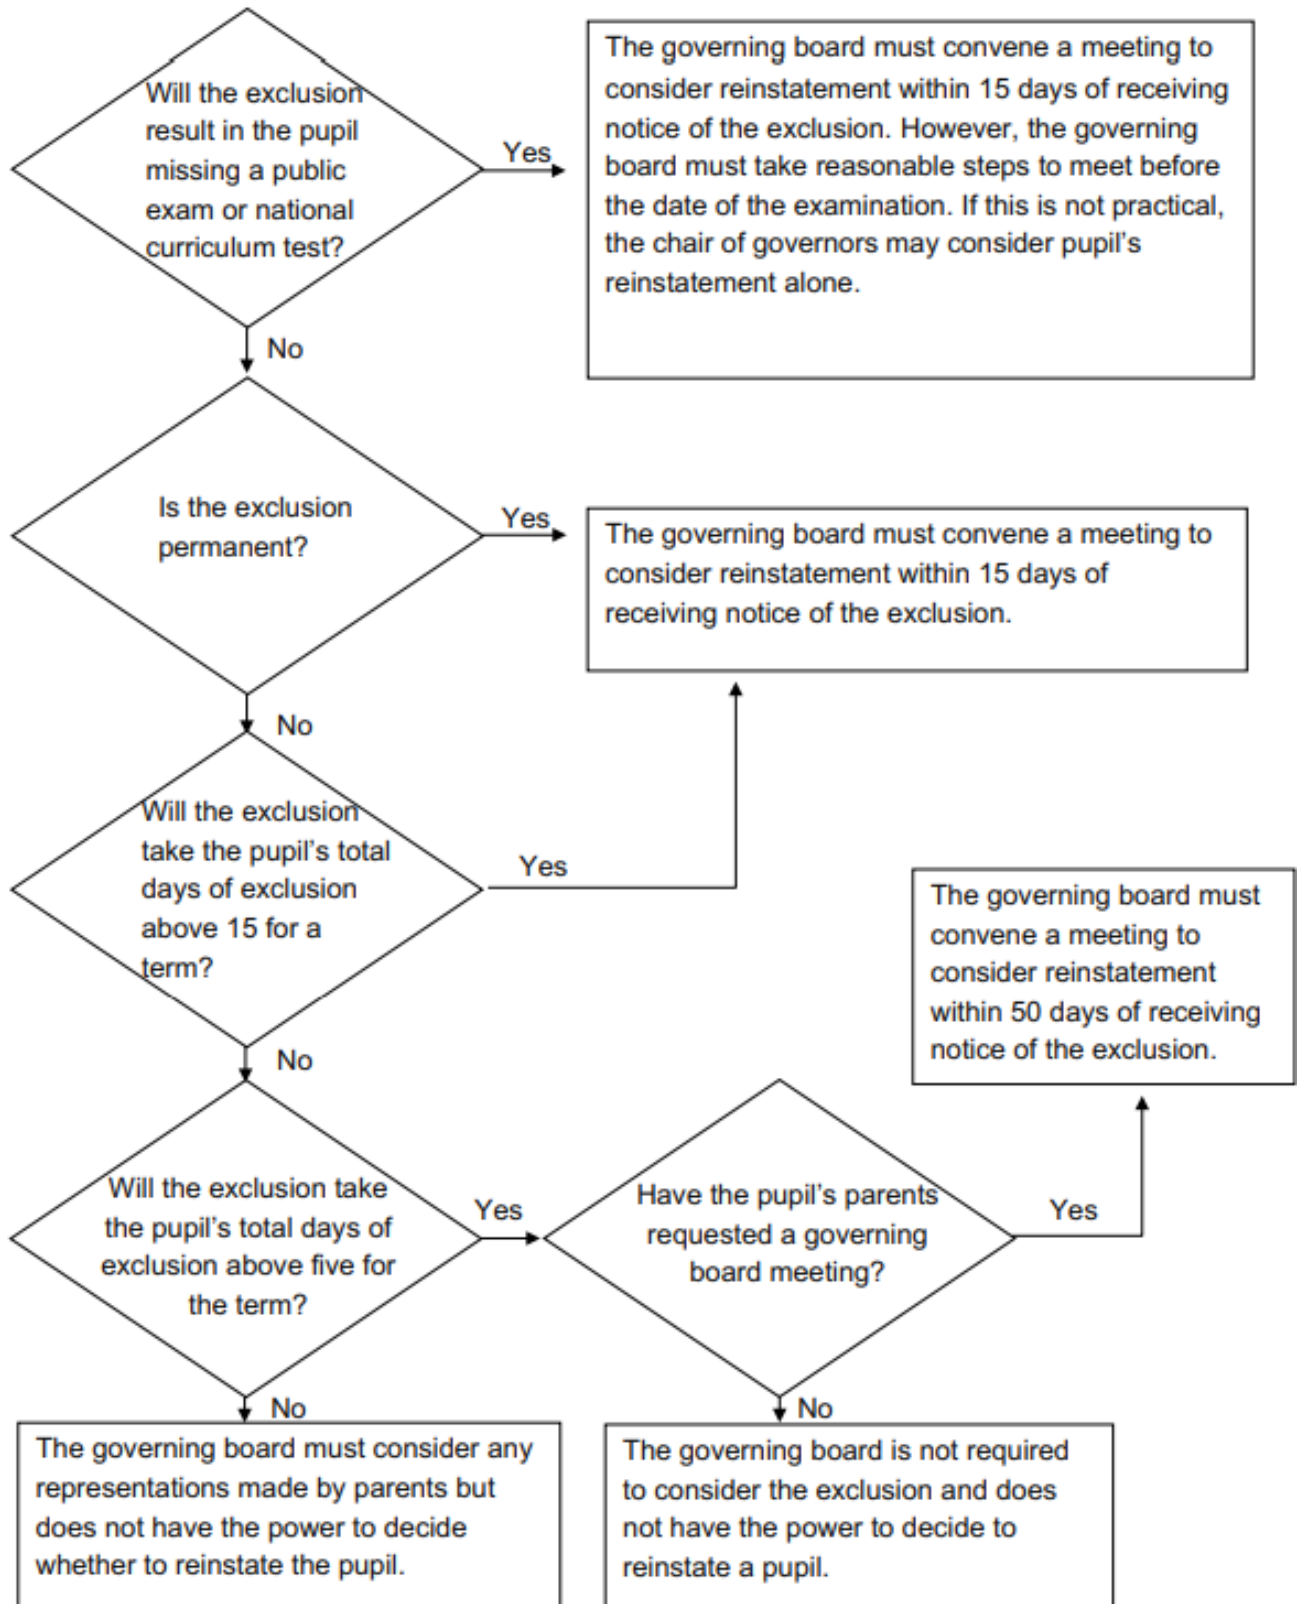 Will the exclusion
result in the pupil
missing a public
exam or national
curriculum test?
Yes
The governing board must convene a meeting to
consider reinstatement within 15 days of receiving
notice of the exclusion. However, the governing
board must take reasonable steps to meet before
the date of the examination. If this is not practical,
the chair of governors may consider pupil’s
reinstatement alone.
No
Is the exclusion
permanent?
Yes
The governing board must convene a meeting to
consider reinstatement within 15 days of
receiving notice of the exclusion.
No
Will the exclusion
take the pupil’s total
days of exclusion
above 15 for a
term?
Yes
The governing board must
convene a meeting to
consider reinstatement
within 50 days of receiving
notice of the exclusion.
No
Will the exclusion take
the pupil’s total days of
exclusion above five for
the term?
Yes
Have the pupil’s parents
requested a governing
board meeting?
Yes
No
The governing board must consider any
representations made by parents but
does not have the power to decide
whether to reinstate the pupil.
No
The governing board is not required
to consider the exclusion and does
not have the power to decide to
reinstate a pupil.